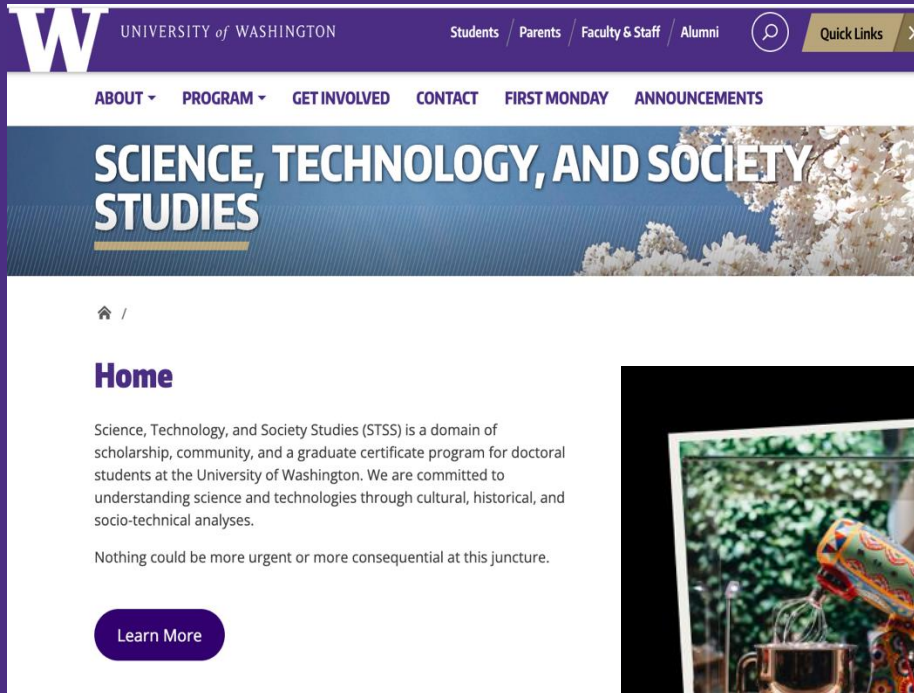 W UNIVERSITY of WASHINGTON Students / Parents / Faculty & Staff / Alumni Quick Links
ABOUT PROGRAM GET INVOLVED CONTACT FIRST MONDAY ANNOUNCEMENTS
SCIENCE, TECHNOLOGY, AND SOCIETY
STUDIES
/
Home
Science, Technology, and Society Studies (STSS) is a domain of
scholarship, community, and a graduate certificate program for doctoral
students at the University of Washington. We are committed to
understanding science and technologies through cultural, historical, and
socio-technical analyses.
Nothing could be more urgent or more consequential at this juncture.
Learn More